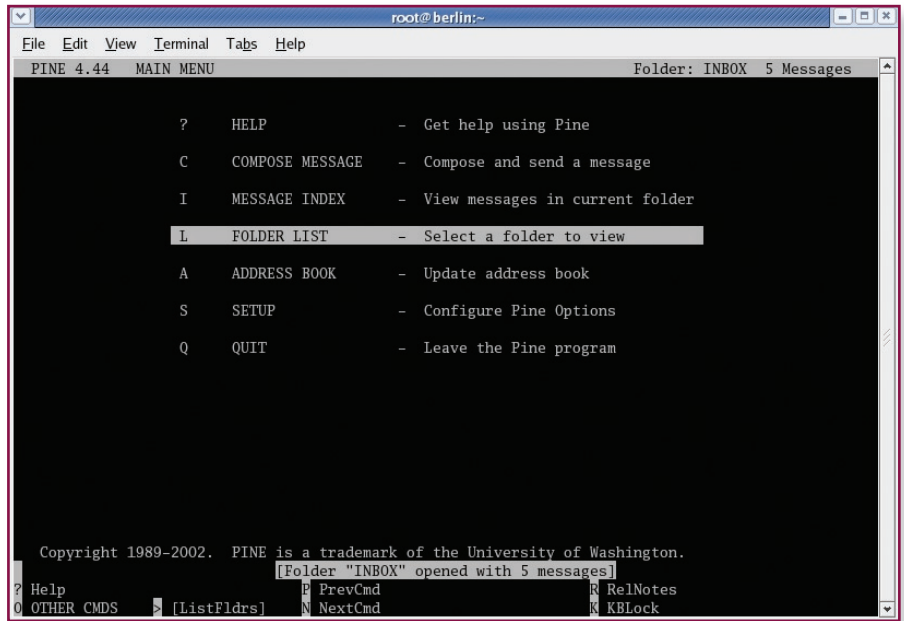 root@berlin:~
File Edit View Terminal Tabs Help
PINE 4.44 MAIN MENU Folder: INBOX 5 Messages
? HELP – Get help using Pine
C COMPOSE MESSAGE – Compose and send a message
I MESSAGE INDEX – View messages in current folder
L FOLDER LIST – Select a folder to view
A ADDRESS BOOK – Update address book
S SETUP – Configure Pine Options
Q QUIT – Leave the Pine program
Copyright 1989–2002. PINE is a trademark of the University of Washington.
[Folder "INBOX" opened with 5 messages]
? Help P PrevCmd R RelNotes
O OTHER CMDS > [ListFldrs] N NextCmd K KBLock